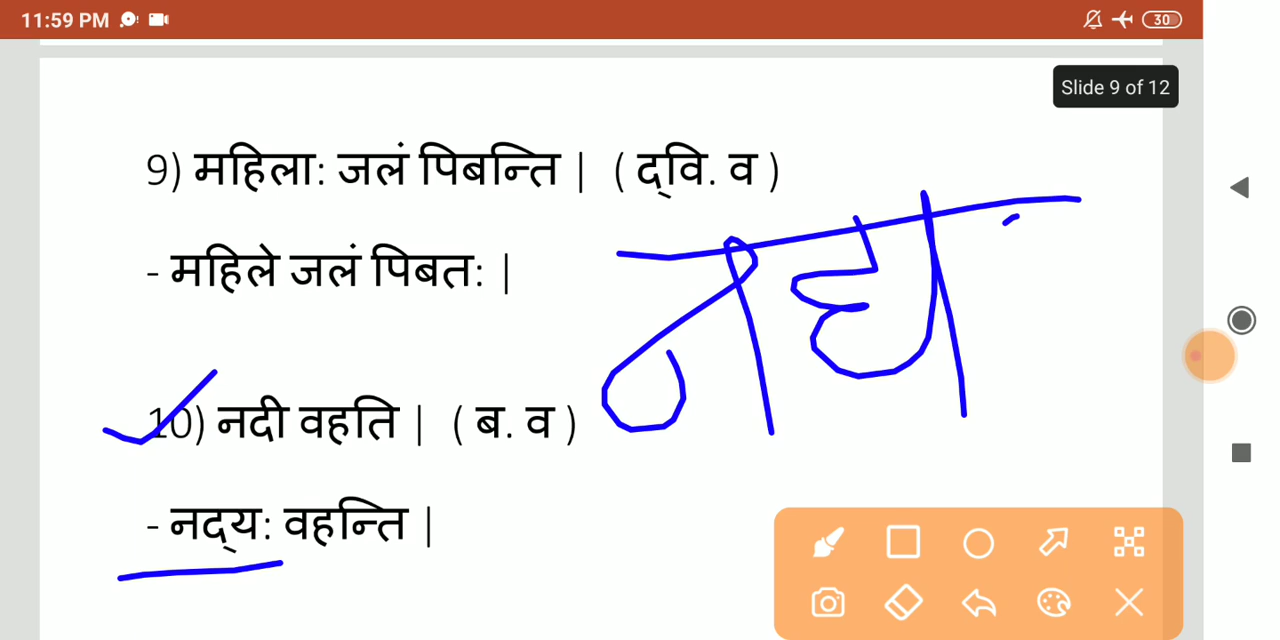 11:59 PM
30
Slide 9 of 12
9) महिला: जलं पिबन्ति | ( द्‌वि. व )
- महिले जलं पिबत: |
10) नदी वहति | ( ब. व )
- नद्‌य: वहन्ति |